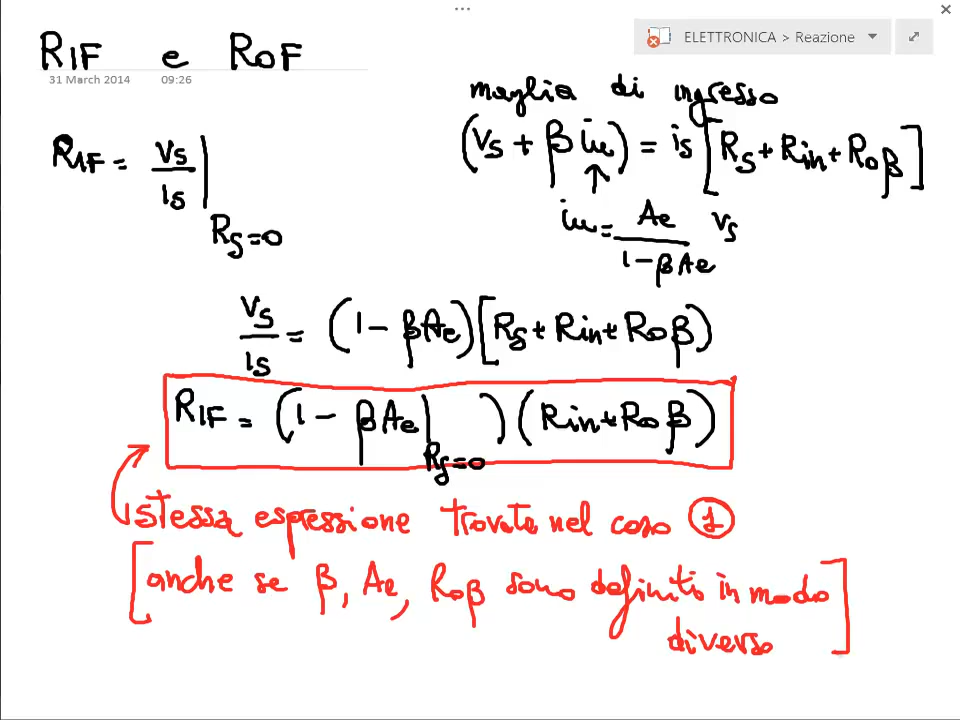 ELETTRONICA > Reazione
RIF e ROF
31 March 2014 09:26
maglia di ingresso
RIF = vs/is | Rs=0
(vs + β iu) = is [Rs + Rin + Roβ]
↑
iu = Ae/(1-βAe) vs
vs/is = (1 - βAe) [Rs + Rin + Roβ)
RIF = (1 - βAe| Rs=0 ) (Rin + Roβ)
stessa espressione trovata nel caso 1
[anche se β, Ae, Roβ sono definiti in modo
diverso]